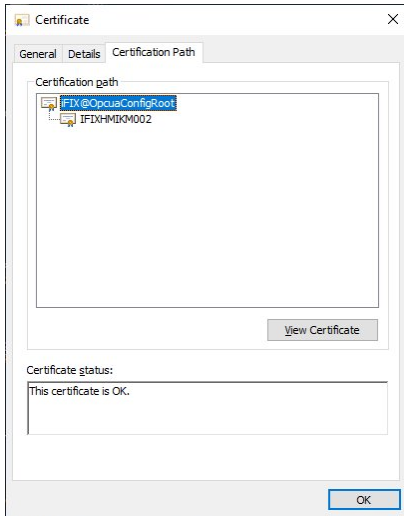 Certificate
General
Details
Certification Path
Certification path
iFIX@OpcuaConfigRoot
IFIXHMIKM002
View Certificate
Certificate status:
This certificate is OK.
OK